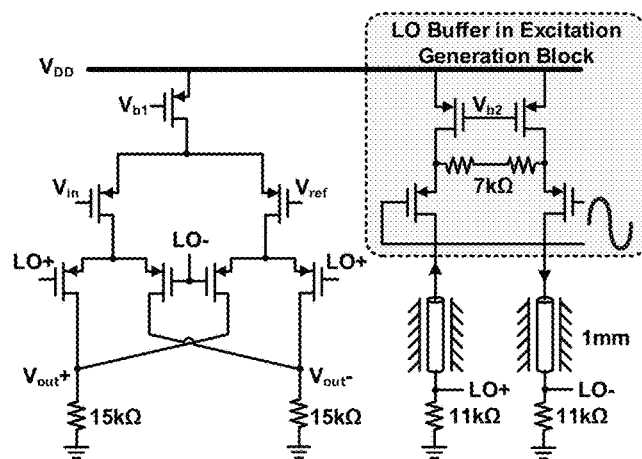 LO Buffer in Excitation
Generation Block
VDD
Vb1
Vb2
Vin
Vref
7kΩ
LO+
LO-
LO+
1mm
Vout+
Vout-
LO+
LO-
15kΩ
15kΩ
11kΩ
11kΩ